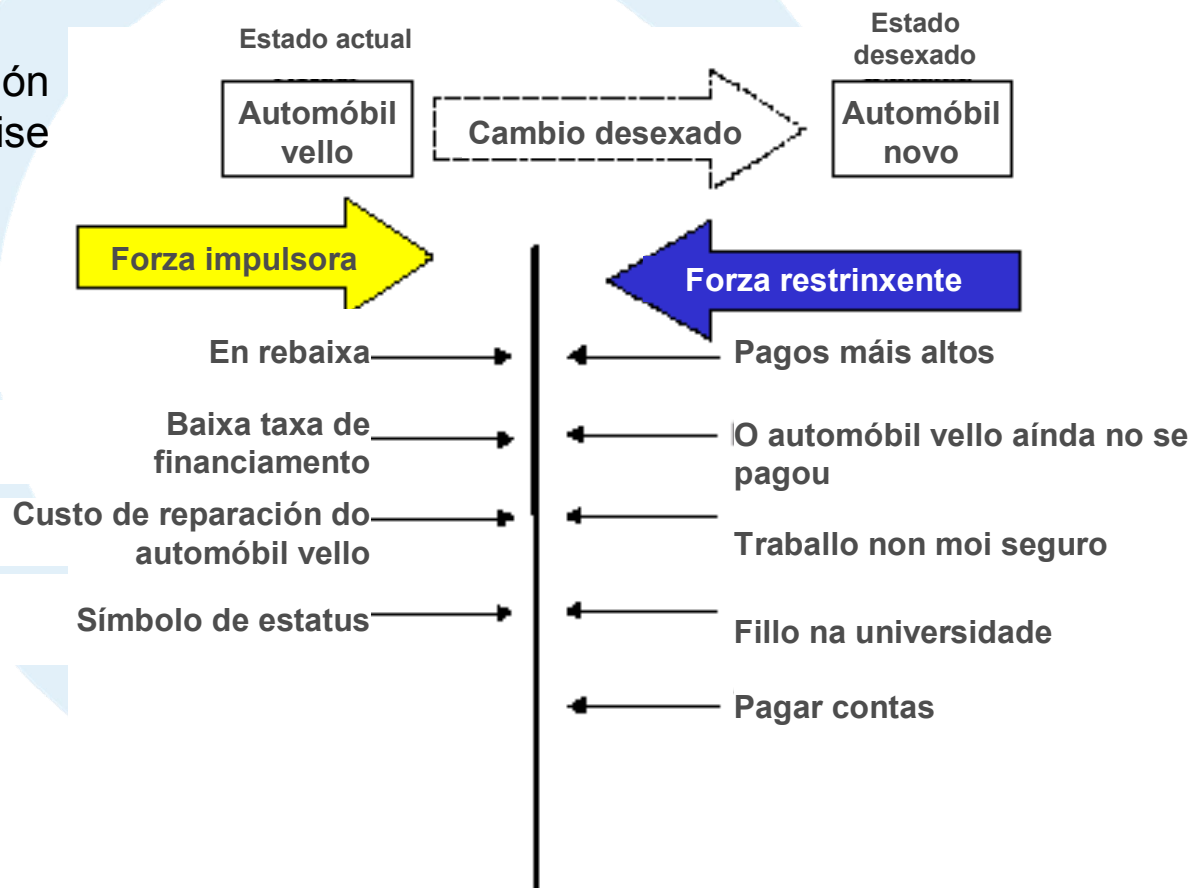 ón
ise
Estado actual
Estado
desexado
Automóbil
vello
Cambio desexado
Automóbil
novo
Forza impulsora
Forza restrinxente
En rebaixa
Pagos máis altos
Baixa taxa de
financiamento
O automóbil vello aínda no se
pagou
Custo de reparación do
automóbil vello
Traballo non moi seguro
Símbolo de estatus
Fillo na universidade
Pagar contas